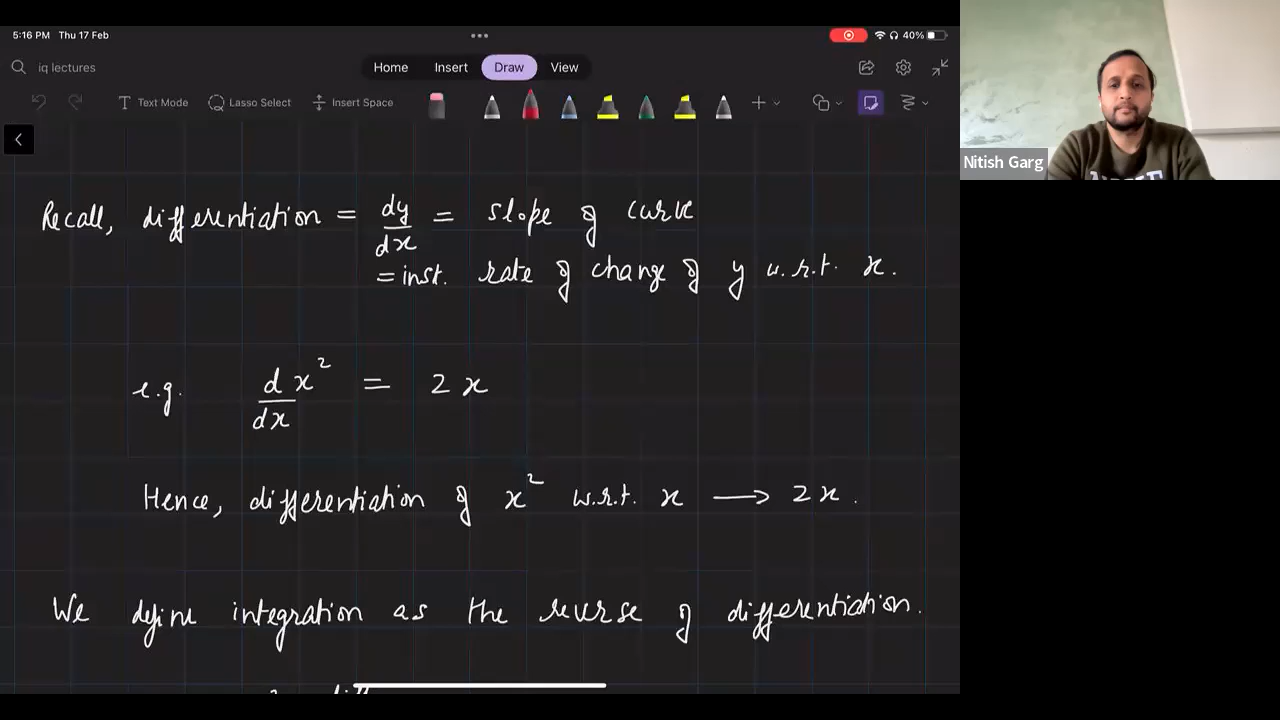 5:16 PM Thu 17 Feb
40%
iq lectures
Home Insert Draw View
Text Mode Lasso Select Insert Space
Nitish Garg
Recall, differentiation = dy/dx = slope of curve
= inst. rate of change of y w.r.t. x.
e.g. d/dx x² = 2x
Hence, differentiation of x² w.r.t. x → 2x.
We define integration as the reverse of differentiation.